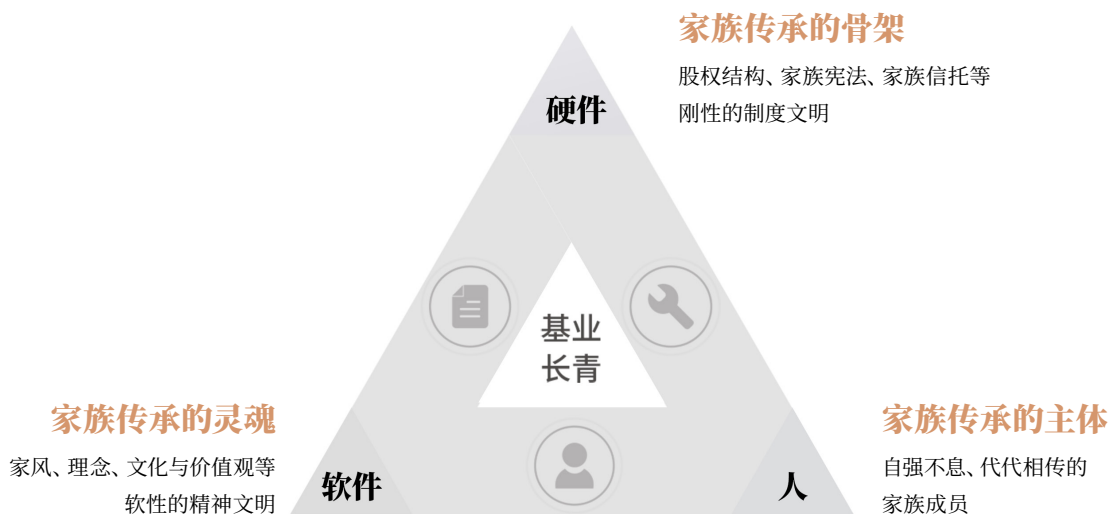 家族传承的骨架
股权结构、家族宪法、家族信托等
刚性的制度文明
硬件
基业
长青
家族传承的灵魂
家风、理念、文化与价值观等
软性的精神文明
软件
人
家族传承的主体
自强不息、代代相传的
家族成员